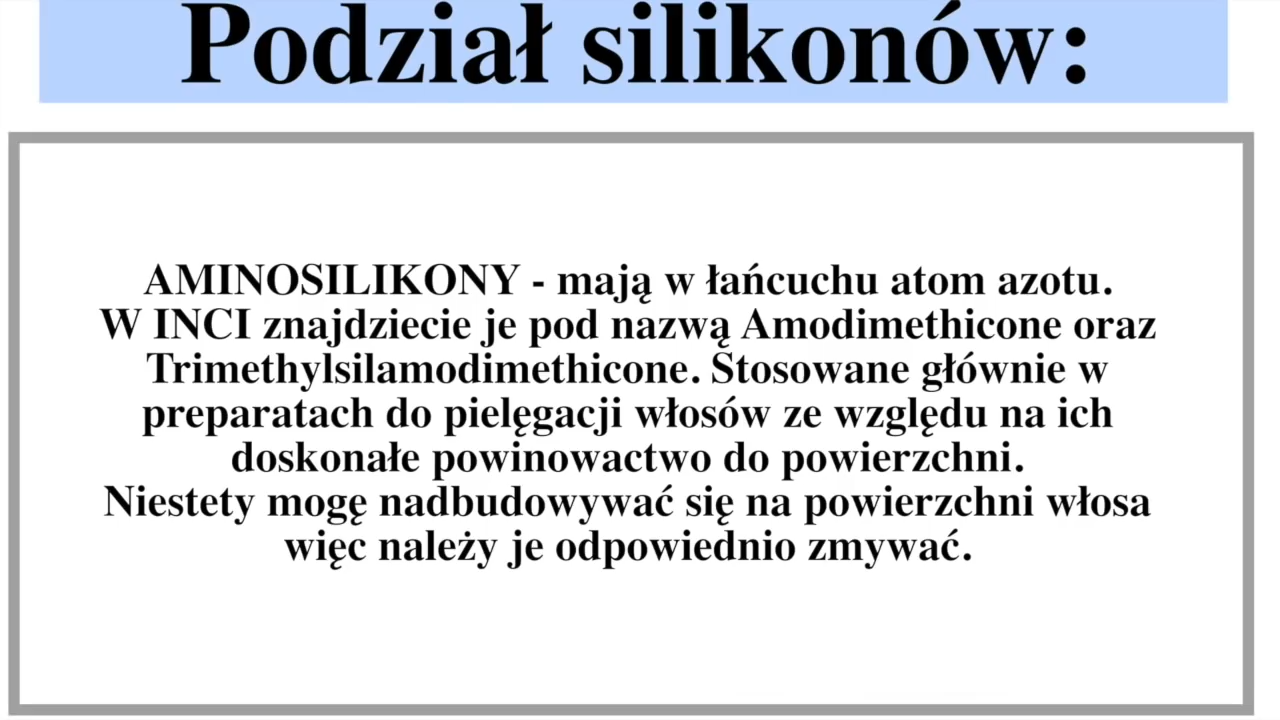 Podział silikonów:
AMINOSILIKONY - mają w łańcuchu atom azotu.
W INCI znajdziecie je pod nazwą Amodimethicone oraz
Trimethylsilamodimethicone. Stosowane głównie w
preparatach do pielęgacji włosów ze względu na ich
doskonałe powinowactwo do powierzchni.
Niestety mogę nadbudowywać się na powierzchni włosa
więc należy je odpowiednio zmywać.